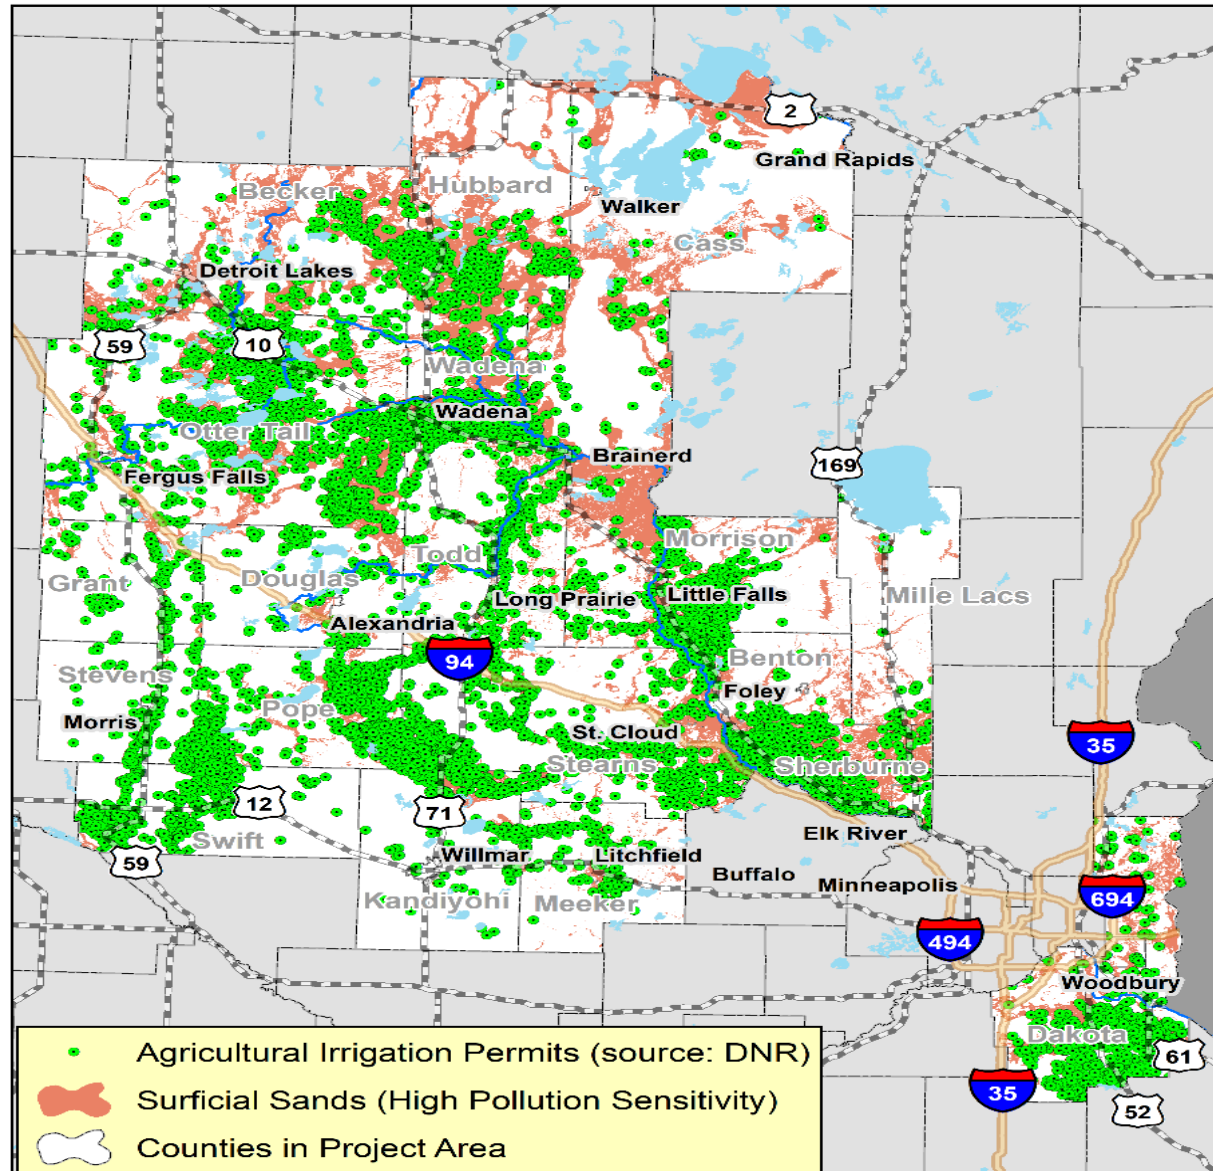 2
Grand Rapids
Becker
Hubbard
Walker
Cass
Detroit Lakes
59
10
Wadena
Wadena
Otter Tail
Brainerd
169
Fergus Falls
Morrison
Todd
Grant
Douglas
Long Prairie
Little Falls
Mille Lacs
Alexandria
94
Benton
Stevens
Foley
Pope
Morris
St. Cloud
35
Stearns
Sherburne
12
71
Elk River
Swift
59
Willmar
Litchfield
Buffalo
Minneapolis
694
Kandiyohi
Meeker
494
Woodbury
Dakota
61
35
52
Agricultural Irrigation Permits (source: DNR)
Surficial Sands (High Pollution Sensitivity)
Counties in Project Area